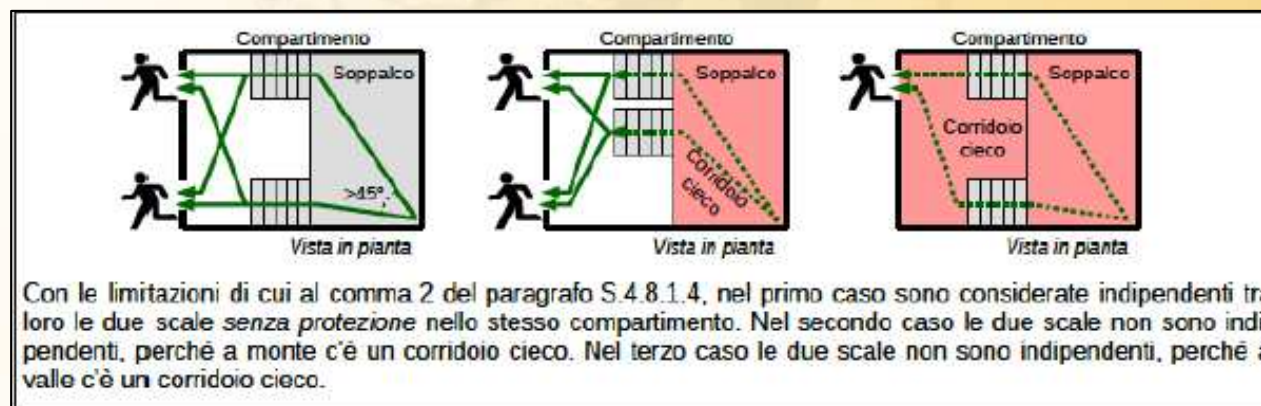 Compartimento Compartimento Compartimento
Soppalco Soppalco Soppalco
Corridoio
cieco
Corridoio
cieco
>45°
Vista in pianta Vista in pianta Vista in pianta
Con le limitazioni di cui al comma 2 del paragrafo S.4.8.1.4, nel primo caso sono considerate indipendenti
loro le due scale senza protezione nello stesso compartimento. Nel secondo caso le due scale non sono indi-
pendenti, perché a monte c'è un corridoio cieco. Nel terzo caso le due scale non sono indipendenti, perché a
valle c'è un corridoio cieco.